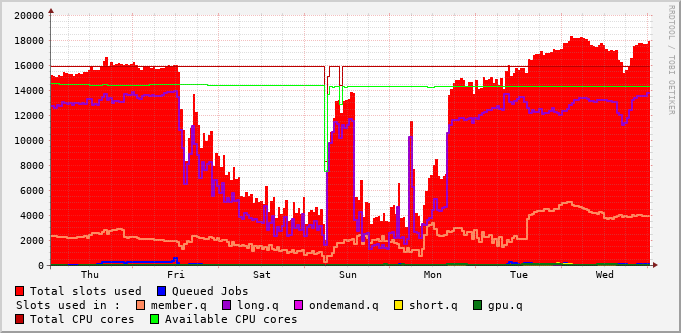 20000
18000
16000
14000
12000
10000
8000
6000
4000
2000
0
Thu Fri Sat Sun Mon Tue Wed
RRDTOOL / TOBI OETIKER
Total slots used Queued Jobs
Slots used in : member.q long.q ondemand.q short.q gpu.q
Total CPU cores Available CPU cores